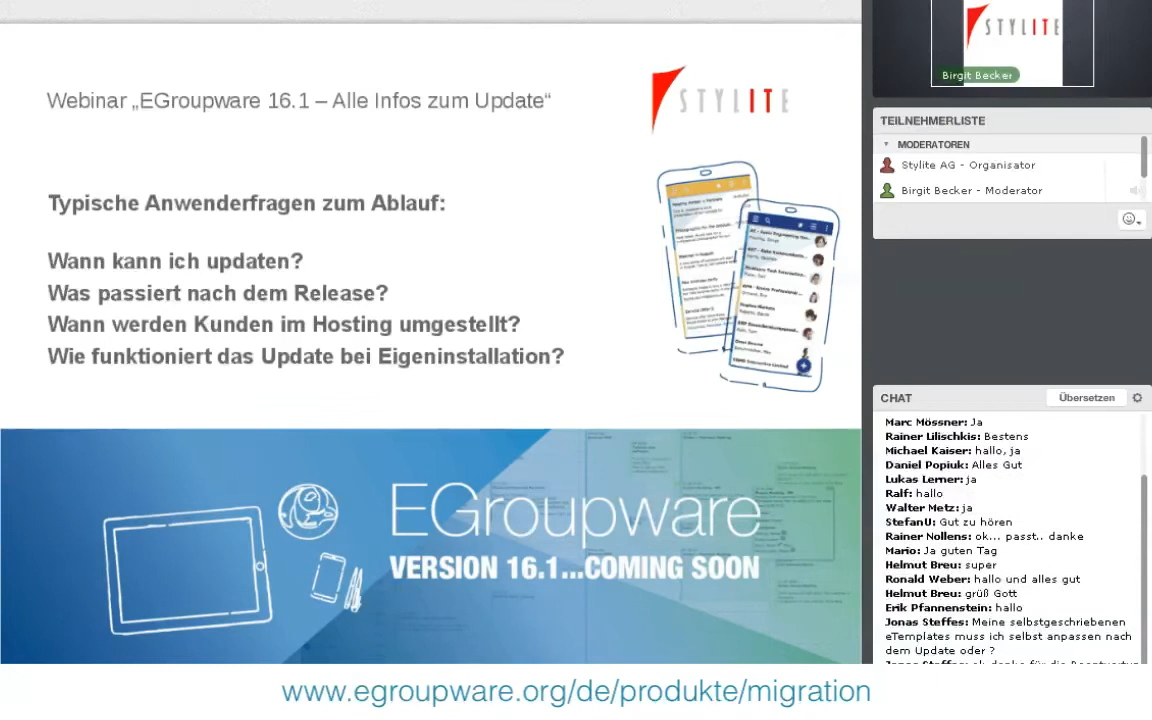 Webinar „EGroupware 16.1 – Alle Infos zum Update“
STYLITE
Typische Anwenderfragen zum Ablauf:
Wann kann ich updaten?
Was passiert nach dem Release?
Wann werden Kunden im Hosting umgestellt?
Wie funktioniert das Update bei Eigeninstallation?
EGroupware
VERSION 16.1...COMING SOON
STYLITE
Birgit Becker
TEILNEHMERLISTE
MODERATOREN
Stylite AG - Organisator
Birgit Becker - Moderator
CHAT
Übersetzen
Marc Mössner: Ja
Rainer Lilischkis: Bestens
Michael Kaiser: hallo, ja
Daniel Popiuk: Alles Gut
Lukas Lerner: ja
Ralf: hallo
Walter Metz: ja
StefanU: Gut zu hören
Rainer Nollens: ok... passt.. danke
Mario: Ja guten Tag
Helmut Breu: super
Ronald Weber: hallo und alles gut
Helmut Breu: grüß Gott
Erik Pfannenstein: hallo
Jonas Steffes: Meine selbstgeschriebenen
eTemplates muss ich selbst anpassen nach
dem Update oder ?
www.egroupware.org/de/produkte/migration